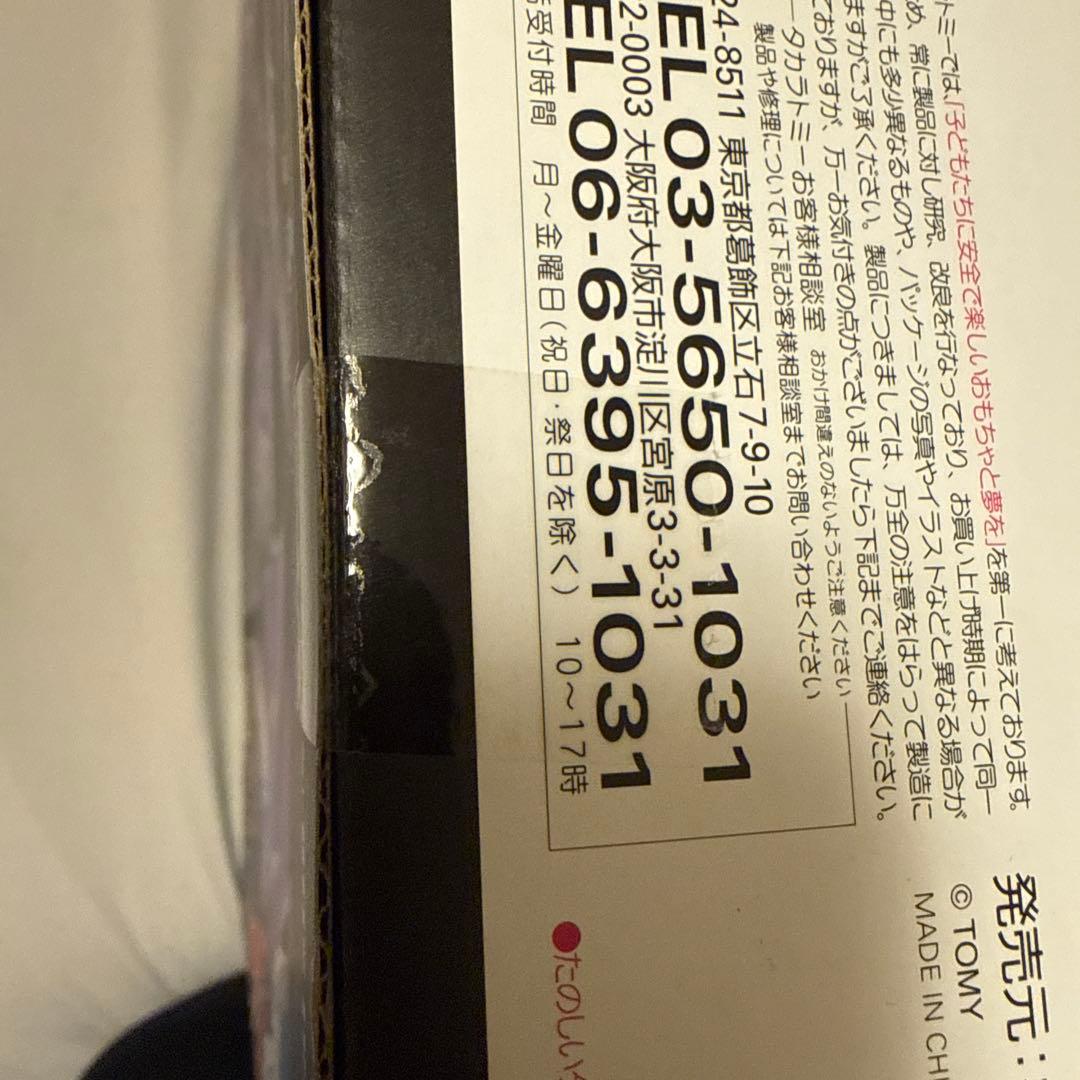 トミーでは、「子どもたちに安全で楽しいおもちゃと夢を」を第一に考えております。
め、常に製品に対し研究、改良を行なっており、お買い上げ時期によって同一
中にも多少異なるものや、パッケージの写真やイラストなどと異なる場合が
ますがご了承ください。製品につきましては、万全の注意をはらって製造に
ておりますが、万一お気付きの点がございましたら下記までご連絡ください。
タカラトミーお客様相談室 おかけ間違えのないようご注意ください
製品や修理については下記お客様相談室までお問い合わせください
24-8511 東京都葛飾区立石7-9-10
TEL 03-5650-1031
2-0003 大阪府大阪市淀川区宮原3-3-31
TEL 06-6395-1031
話受付時間 月〜金曜日(祝日・祭日を除く) 10〜17時
発売元:
© TOMY
MADE IN CH
●たのしい